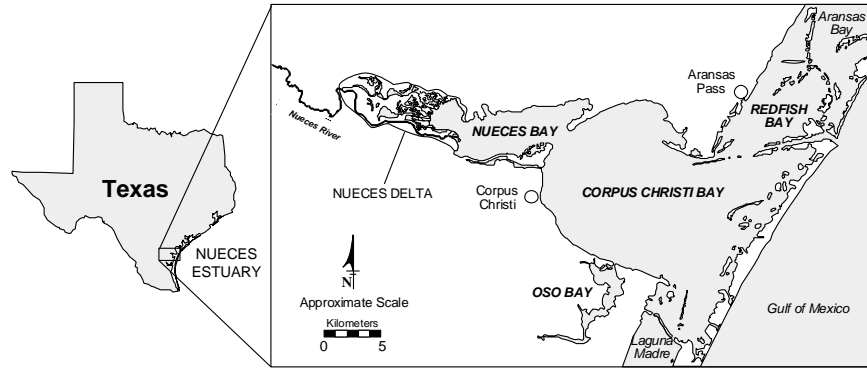 Texas
NUECES
ESTUARY
Nueces River
NUECES DELTA
NUECES BAY
Corpus
Christi
CORPUS CHRISTI BAY
OSO BAY
Aransas
Pass
REDFISH
BAY
Aransas
Bay
Gulf of Mexico
Laguna
Madre
N
Approximate Scale
Kilometers
0 5